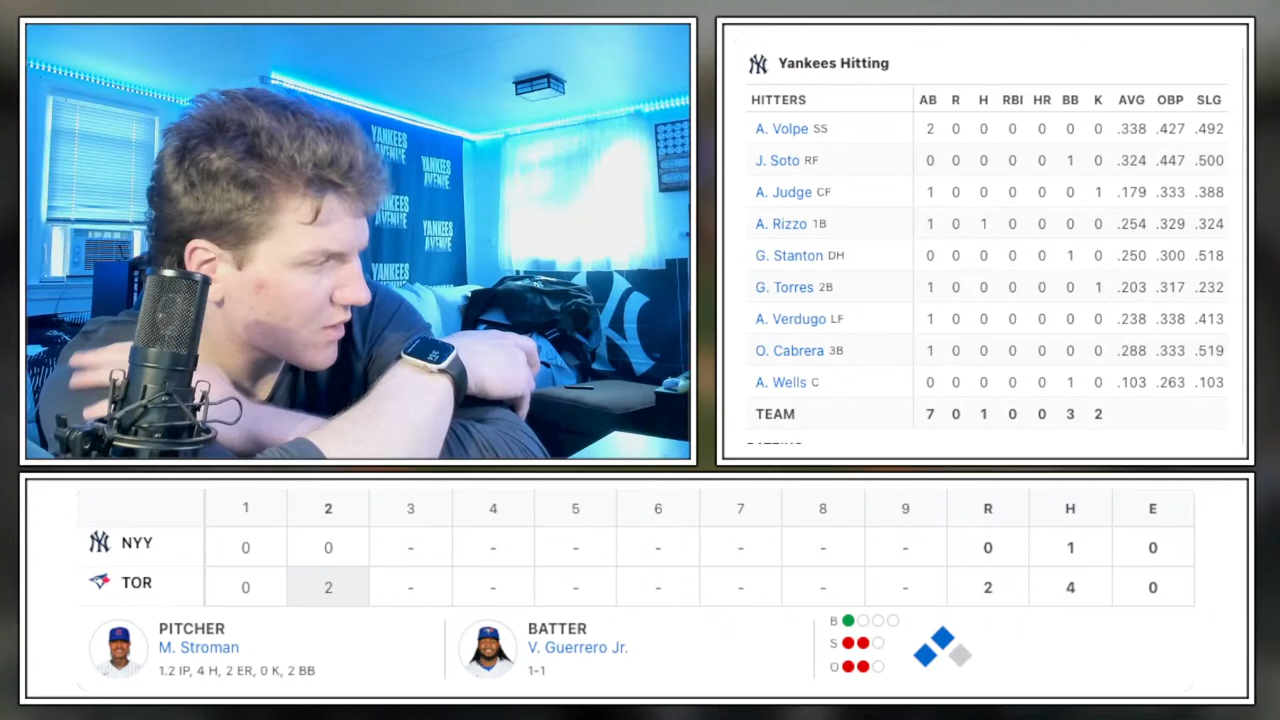 YANKEES
AVENUE
YANKEES
AVENUE
YANKEES
AVENUE
YANKEES
AVENUE
YANKEES
Yankees Hitting
HITTERS AB R H RBI HR BB K AVG OBP SLG
A. Volpe SS 2 0 0 0 0 0 0 .338 .427 .492
J. Soto RF 0 0 0 0 0 1 0 .324 .447 .500
A. Judge CF 1 0 0 0 0 0 1 .179 .333 .388
A. Rizzo 1B 1 0 1 0 0 0 0 .254 .329 .324
G. Stanton DH 0 0 0 0 0 1 0 .250 .300 .518
G. Torres 2B 1 0 0 0 0 0 1 .203 .317 .232
A. Verdugo LF 1 0 0 0 0 0 0 .238 .338 .413
O. Cabrera 3B 1 0 0 0 0 0 0 .288 .333 .519
A. Wells C 0 0 0 0 0 1 0 .103 .263 .103
TEAM 7 0 1 0 0 3 2
1 2 3 4 5 6 7 8 9 R H E
NYY 0 0 - - - - - - - 0 1 0
TOR 0 2 - - - - - - - 2 4 0
PITCHER
M. Stroman
1.2 IP, 4 H, 2 ER, 0 K, 2 BB
BATTER
V. Guerrero Jr.
1-1
B
S
O